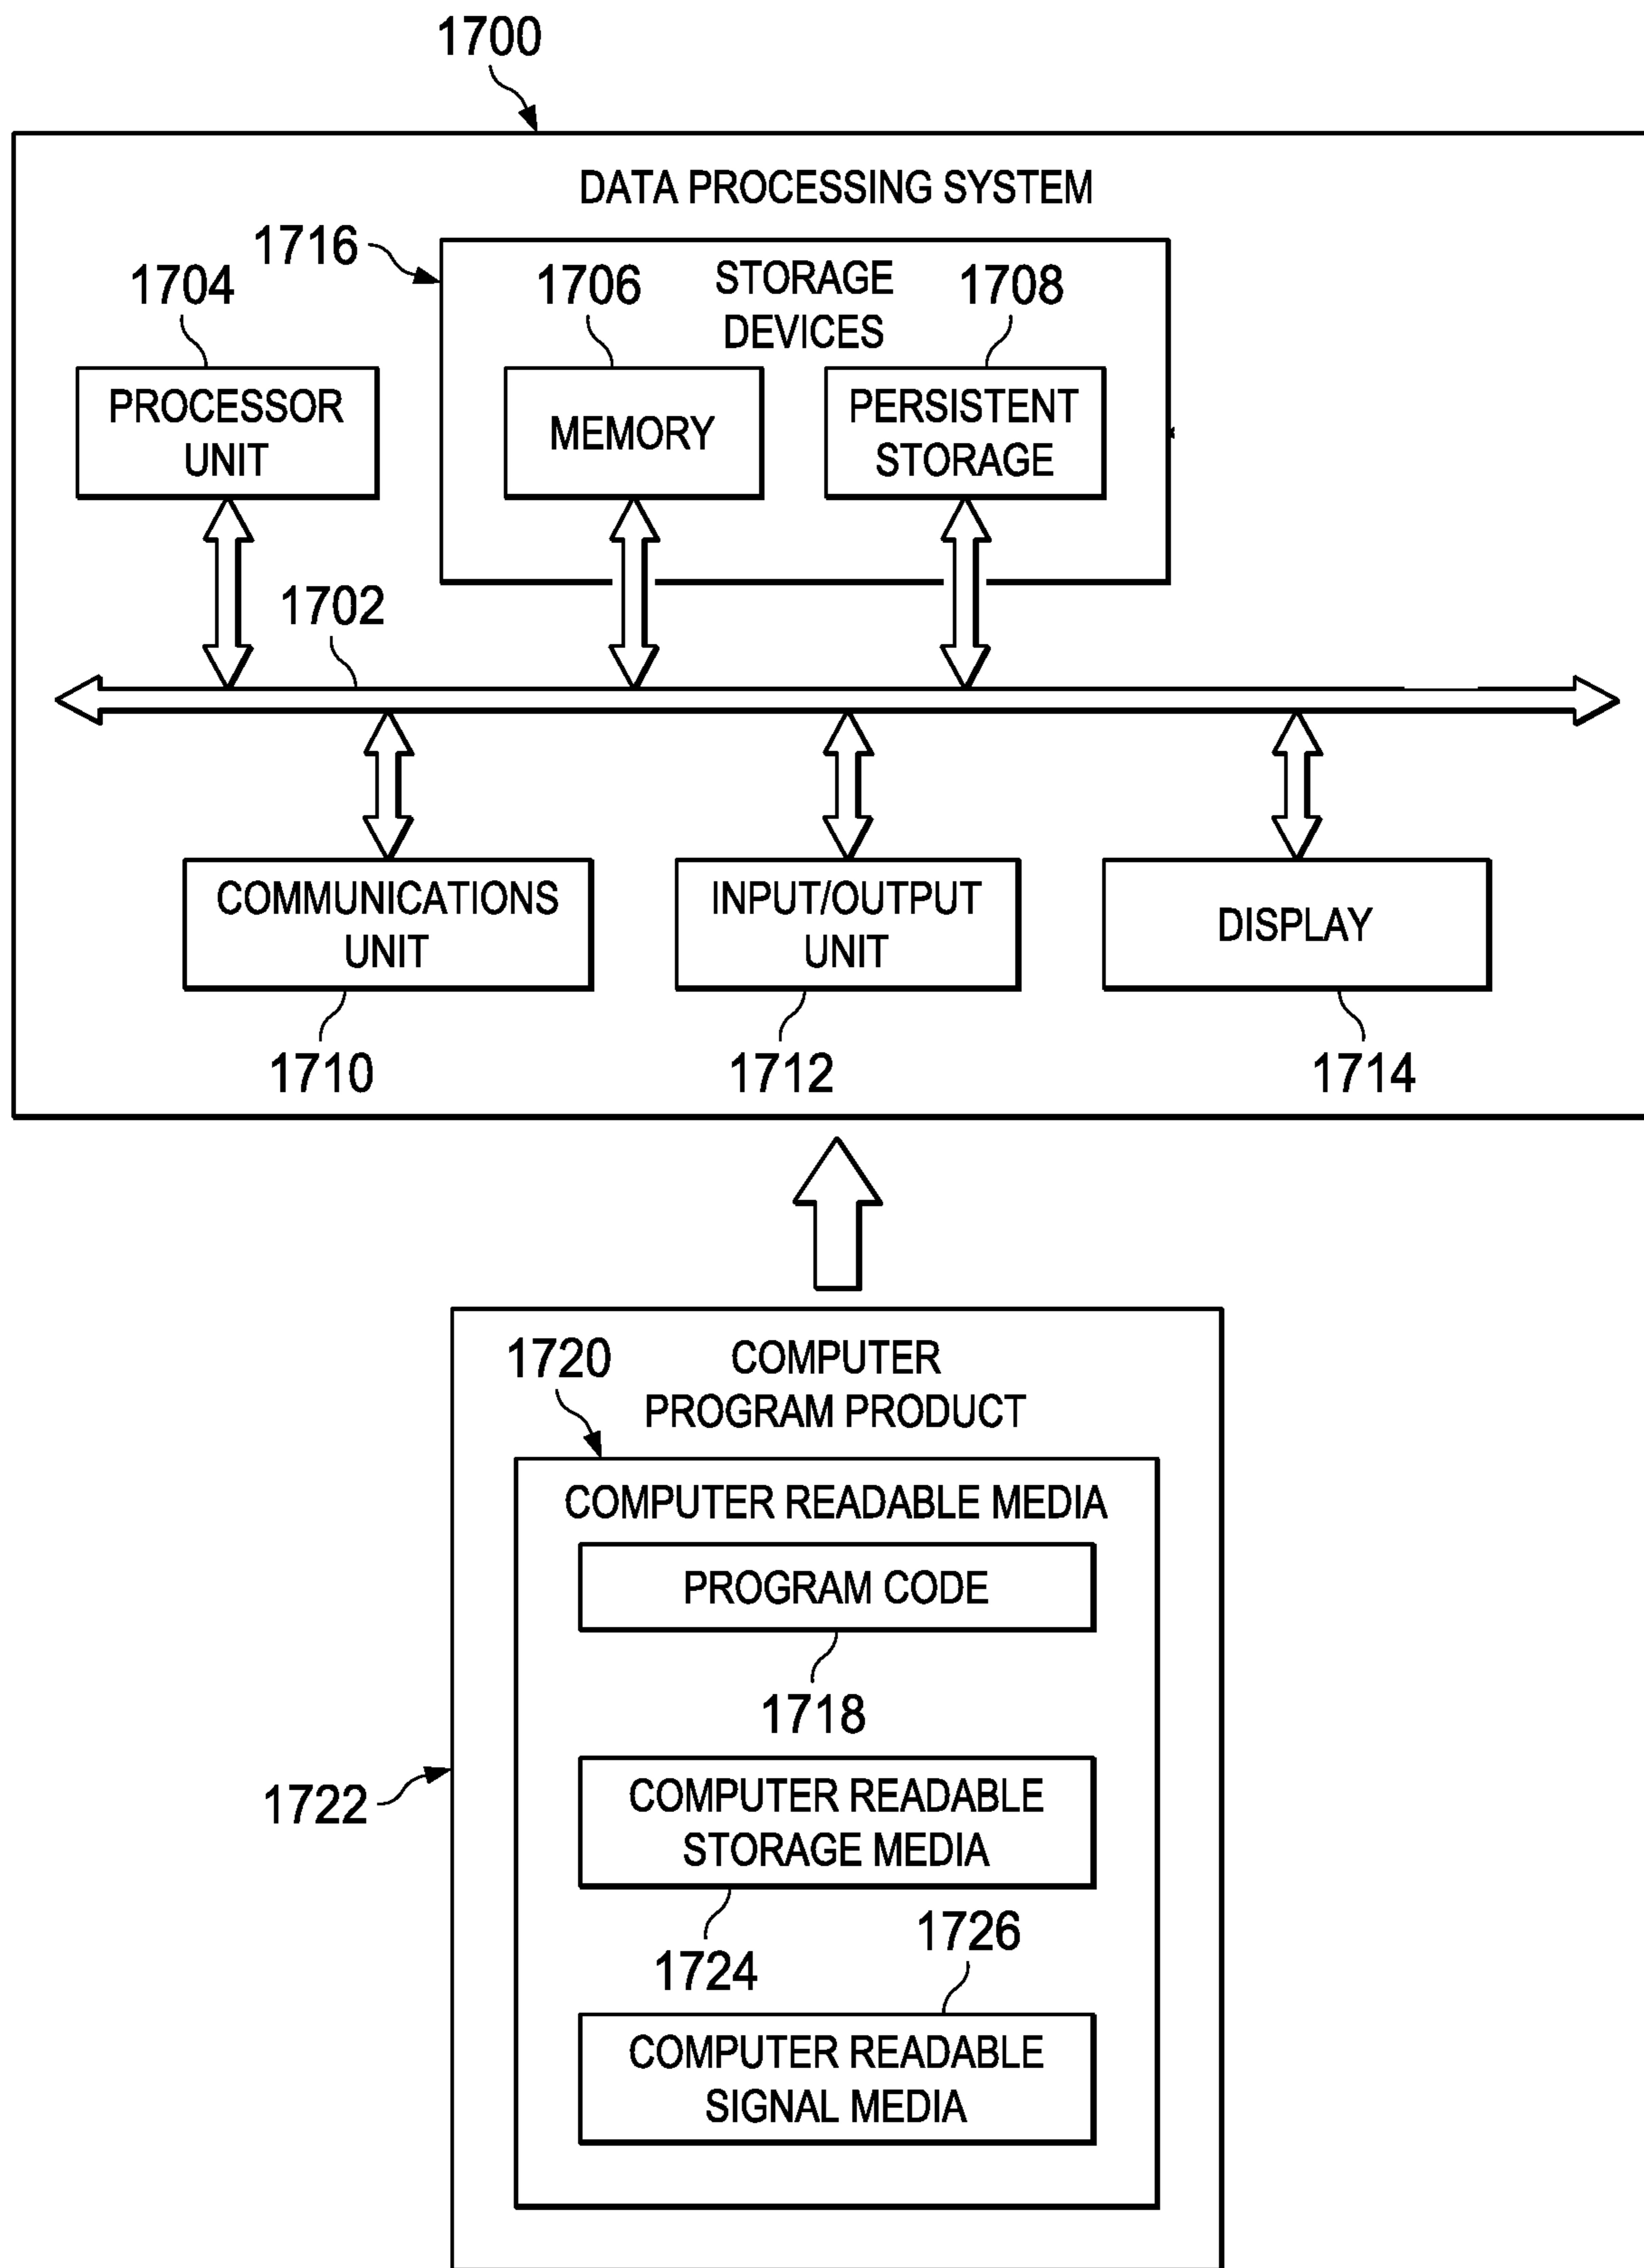 1700
DATA PROCESSING SYSTEM
1716
1704
1706
STORAGE
DEVICES
1708
PROCESSOR
UNIT
MEMORY
PERSISTENT
STORAGE
1702
COMMUNICATIONS
UNIT
INPUT/OUTPUT
UNIT
DISPLAY
1710
1712
1714
1720
COMPUTER
PROGRAM PRODUCT
COMPUTER READABLE MEDIA
PROGRAM CODE
1718
1722
COMPUTER READABLE
STORAGE MEDIA
1724
1726
COMPUTER READABLE
SIGNAL MEDIA